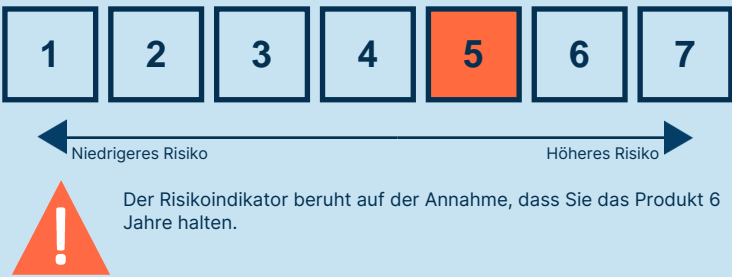 1 2 3 4 5 6 7
Niedrigeres Risiko Höheres Risiko
!
Der Risikoindikator beruht auf der Annahme, dass Sie das Produkt 6
Jahre halten.